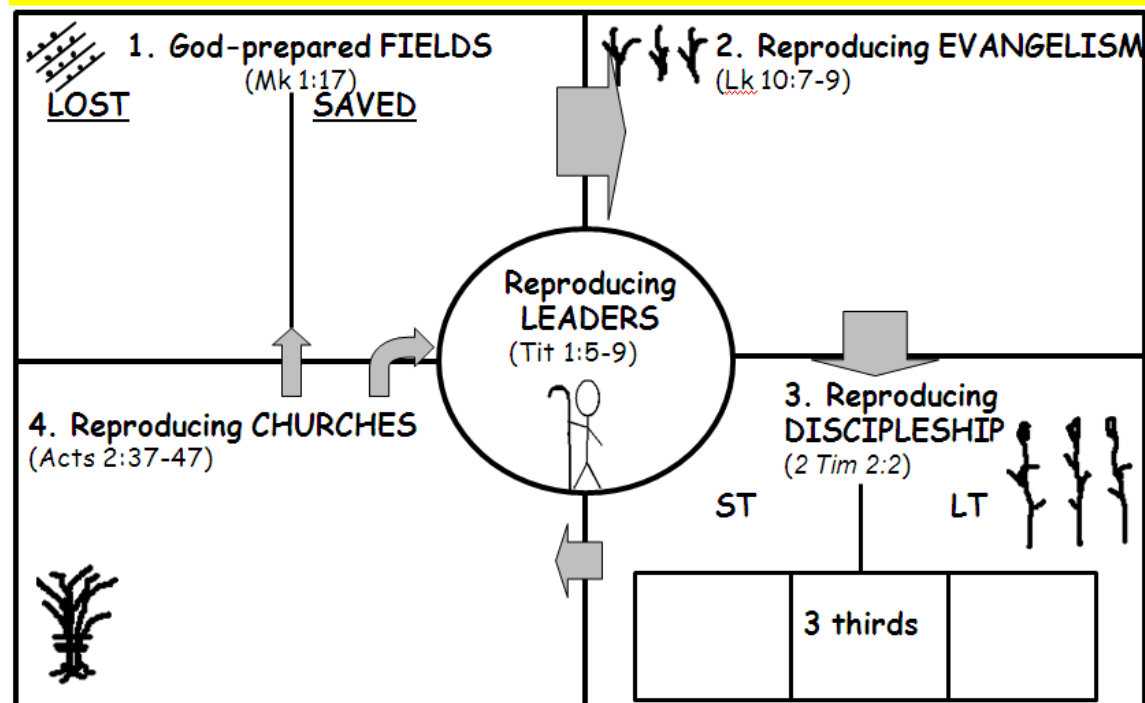 1. God-prepared FIELDS
(Mk 1:17)
LOST
SAVED
2. Reproducing EVANGELISM
(Lk 10:7-9)
Reproducing
LEADERS
(Tit 1:5-9)
3. Reproducing
DISCIPLESHIP
(2 Tim 2:2)
ST
LT
3 thirds
4. Reproducing CHURCHES
(Acts 2:37-47)